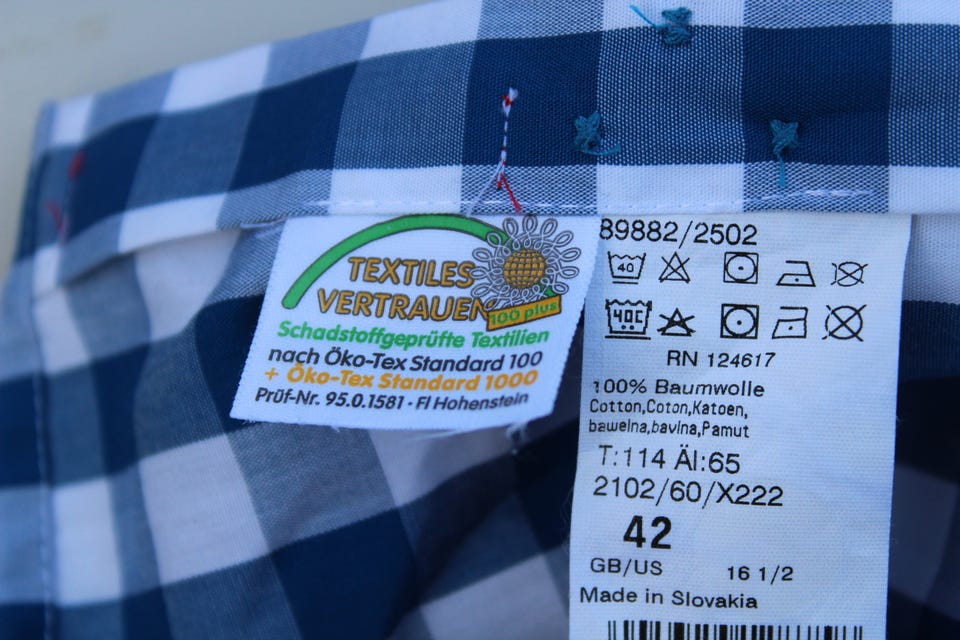 TEXTILES
VERTRAUEN
100 plus
Schadstoffgeprüfte Textilien
nach Öko-Tex Standard 100
+ Öko-Tex Standard 1000
Prüf-Nr. 95.0.1581 · FI Hohenstein
89882/2502
40
40C
RN 124617
100% Baumwolle
Cotton,Coton,Katoen,
bawelna,bavlna,Pamut
T:114 Äl:65
2102/60/X222
42
GB/US 16 1/2
Made in Slovakia